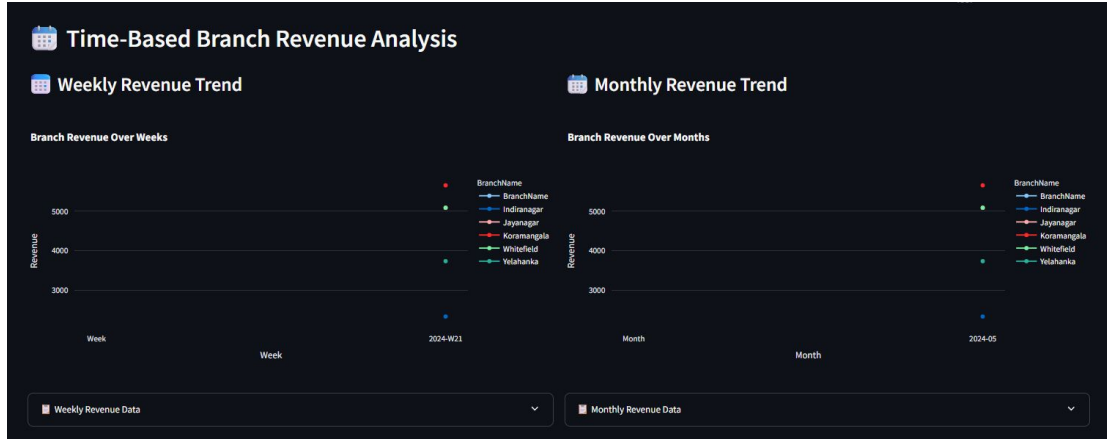 Time-Based Branch Revenue Analysis
Weekly Revenue Trend
Branch Revenue Over Weeks
BranchName
BranchName
Indiranagar
Jayanagar
Koramangala
Whitefield
Yelahanka
5000
4000
3000
Revenue
Week
2024-W21
Week
Weekly Revenue Data
Monthly Revenue Trend
Branch Revenue Over Months
BranchName
BranchName
Indiranagar
Jayanagar
Koramangala
Whitefield
Yelahanka
5000
4000
3000
Revenue
Month
2024-05
Month
Monthly Revenue Data